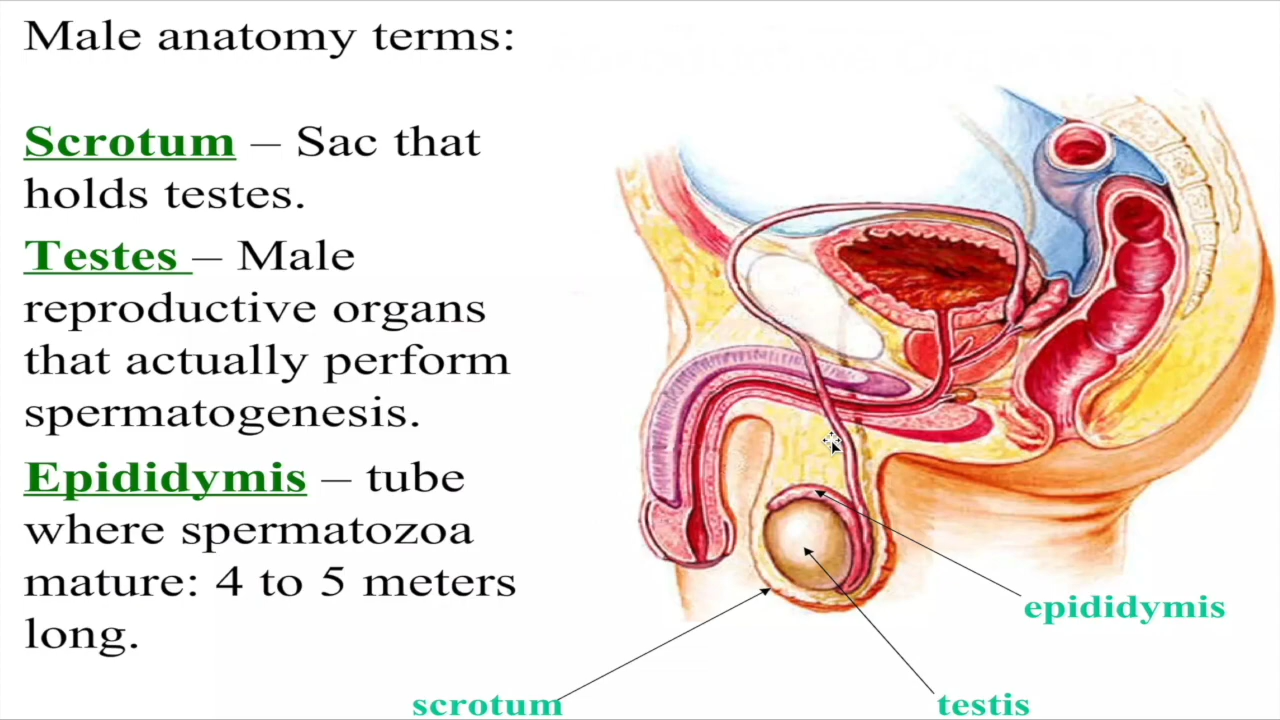 Male anatomy terms:
Scrotum – Sac that
holds testes.
Testes – Male
reproductive organs
that actually perform
spermatogenesis.
Epididymis – tube
where spermatozoa
mature: 4 to 5 meters
long.
epididymis
scrotum
testis